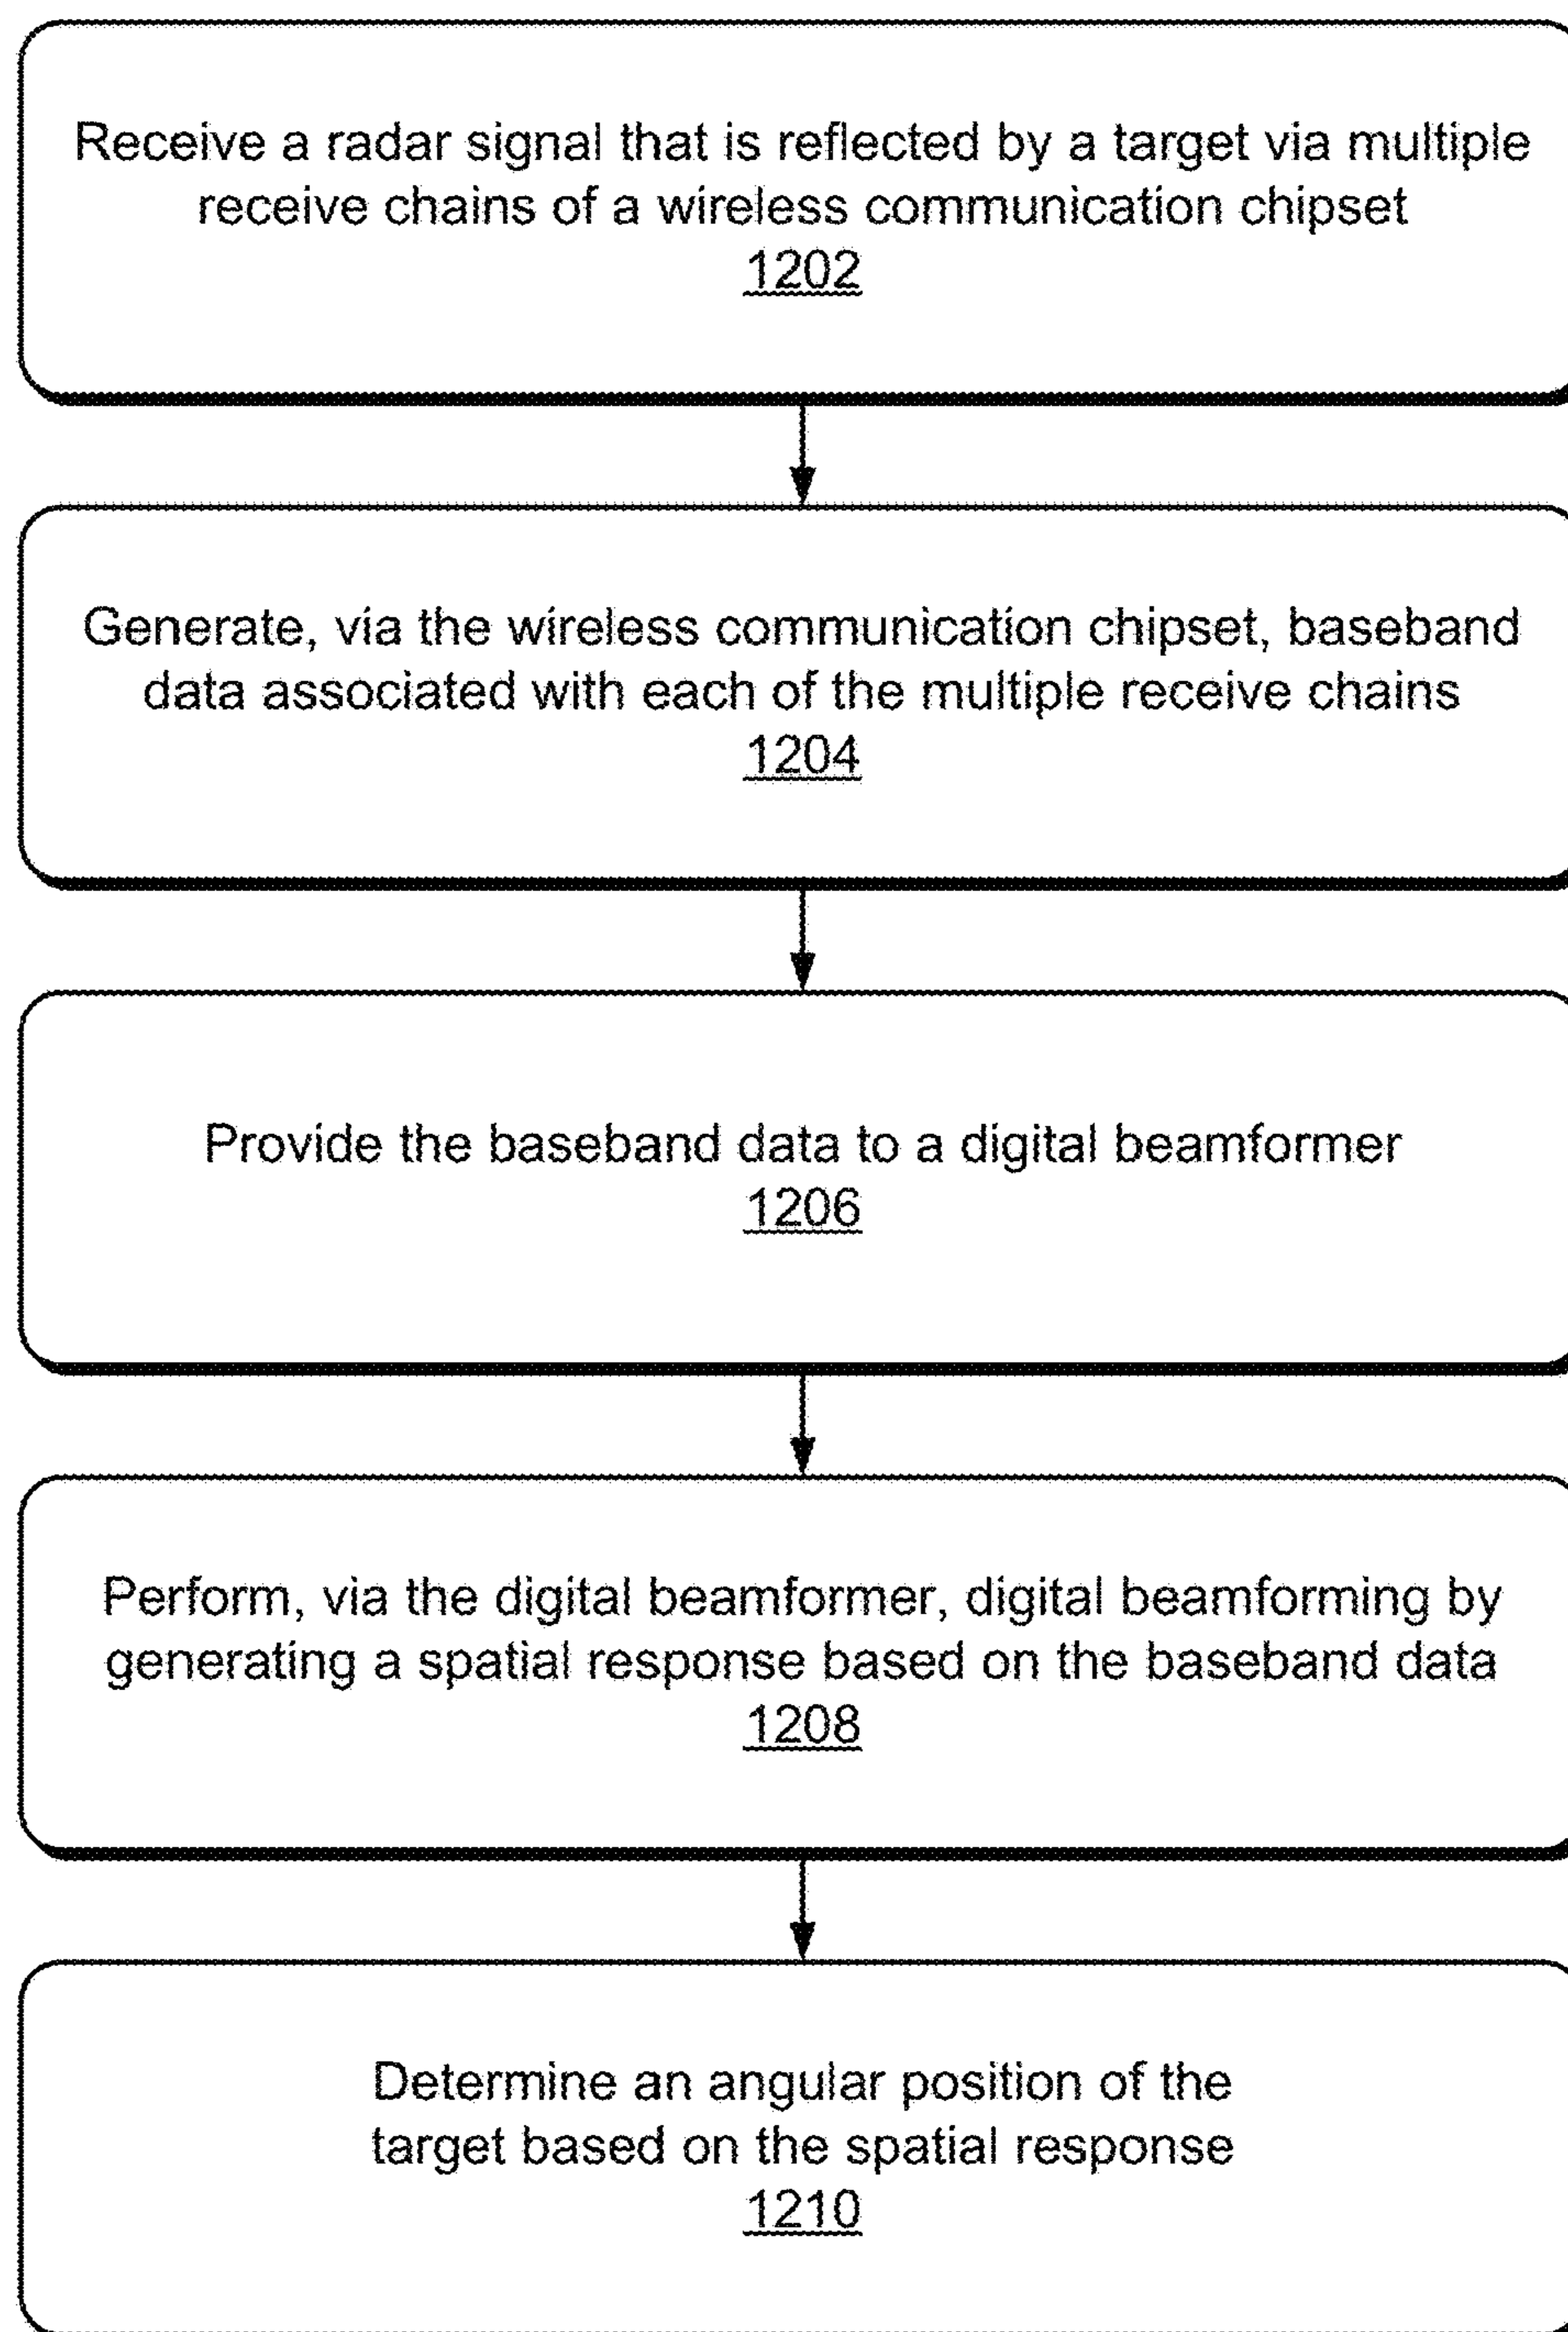 Receive a radar signal that is reflected by a target via multiple
receive chains of a wireless communication chipset
1202
Generate, via the wireless communication chipset, baseband
data associated with each of the multiple receive chains
1204
Provide the baseband data to a digital beamformer
1206
Perform, via the digital beamformer, digital beamforming by
generating a spatial response based on the baseband data
1208
Determine an angular position of the
target based on the spatial response
1210